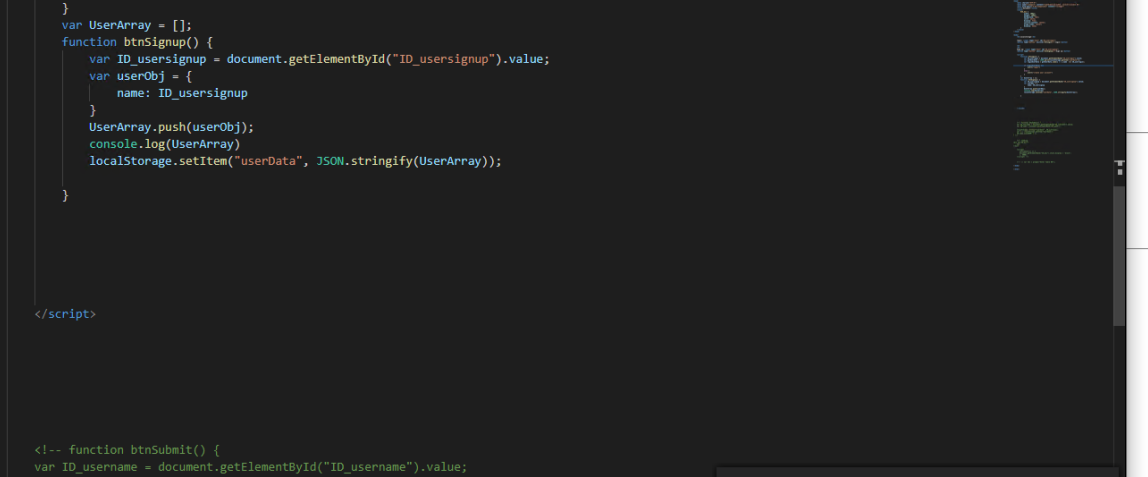 }
var UserArray = [];
function btnSignup() {
var ID_usersignup = document.getElementById("ID_usersignup").value;
var userObj = {
name: ID_usersignup
}
UserArray.push(userObj);
console.log(UserArray)
localStorage.setItem("userData", JSON.stringify(UserArray));
}
</script>
<!-- function btnSubmit() {
var ID_username = document.getElementById("ID_username").value;